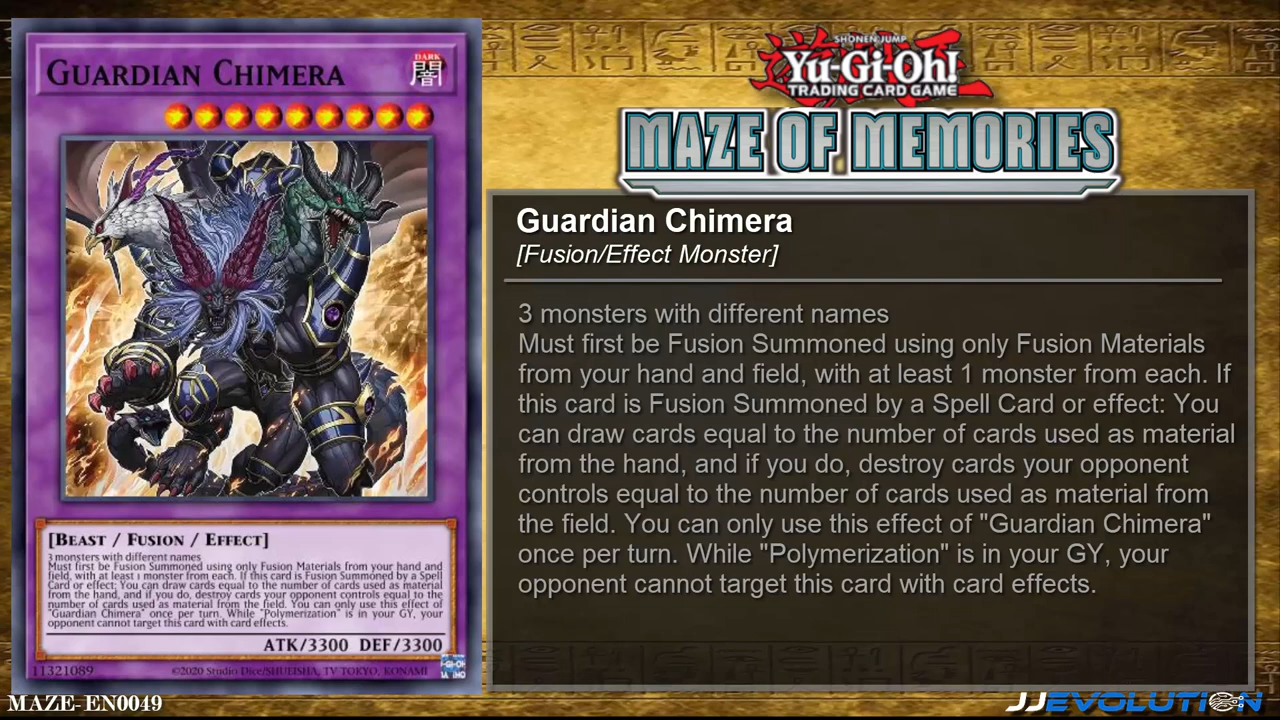 GUARDIAN CHIMERA
DARK
闇
[BEAST / FUSION / EFFECT]
3 monsters with different names
Must first be Fusion Summoned using only Fusion Materials from your hand and
field, with at least 1 monster from each. If this card is Fusion Summoned by a Spell
Card or effect: You can draw cards equal to the number of cards used as material
from the hand, and if you do, destroy cards your opponent controls equal to the
number of cards used as material from the field. You can only use this effect of
"Guardian Chimera" once per turn. While "Polymerization" is in your GY, your
opponent cannot target this card with card effects.
ATK/3300 DEF/3300
11321089
©2020 Studio Dice/SHUEISHA, TV TOKYO, KONAMI
MAZE-EN0049
SHONEN JUMP
Yu-Gi-Oh!
TRADING CARD GAME
MAZE OF MEMORIES
Guardian Chimera
[Fusion/Effect Monster]
3 monsters with different names
Must first be Fusion Summoned using only Fusion Materials
from your hand and field, with at least 1 monster from each. If
this card is Fusion Summoned by a Spell Card or effect: You
can draw cards equal to the number of cards used as material
from the hand, and if you do, destroy cards your opponent
controls equal to the number of cards used as material from
the field. You can only use this effect of "Guardian Chimera"
once per turn. While "Polymerization" is in your GY, your
opponent cannot target this card with card effects.
JJEVOLUTION